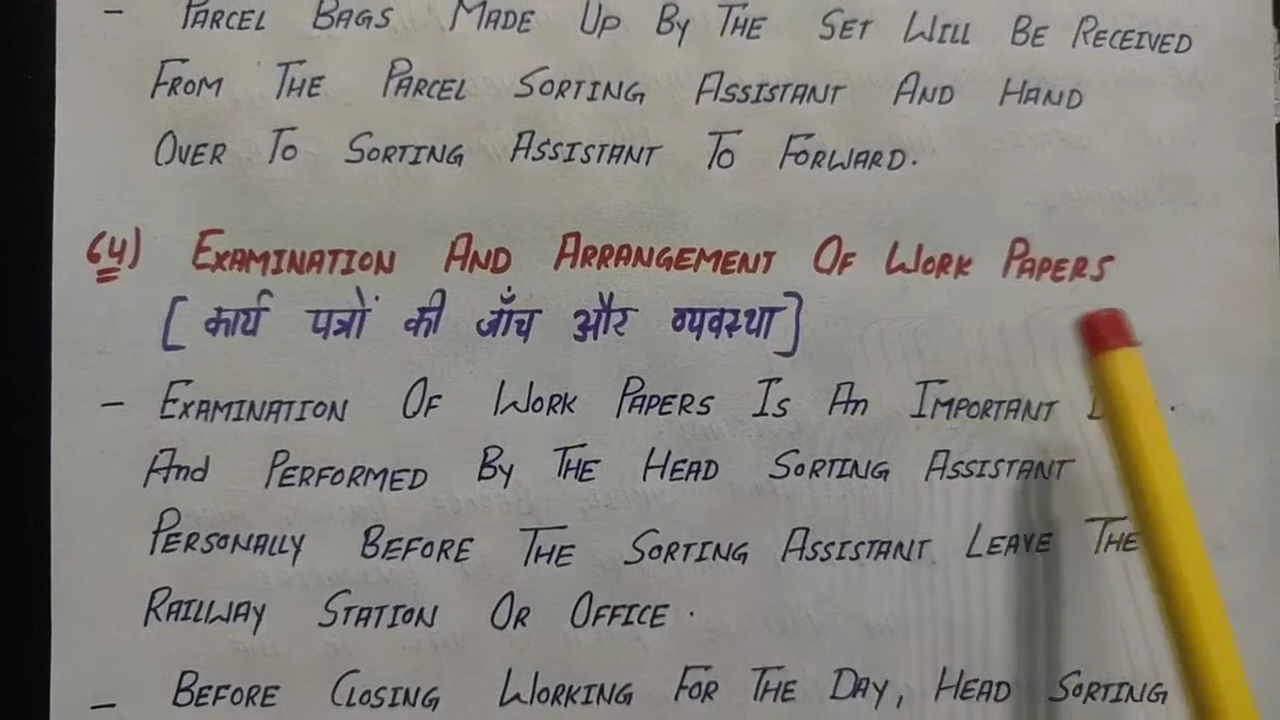 - PARCEL BAGS MADE UP BY THE SET WILL BE RECEIVED
FROM THE PARCEL SORTING ASSISTANT AND HAND
OVER TO SORTING ASSISTANT TO FORWARD.
64) EXAMINATION AND ARRANGEMENT OF WORK PAPERS
[कार्य पत्रों की जाँच और व्यवस्था]
- EXAMINATION OF WORK PAPERS IS AN IMPORTANT
And PERFORMED BY THE HEAD SORTING ASSISTANT
PERSONALLY BEFORE THE SORTING ASSISTANT LEAVE THE
RAILWAY STATION OR OFFICE.
- BEFORE CLOSING WORKING FOR THE DAY, HEAD SORTING